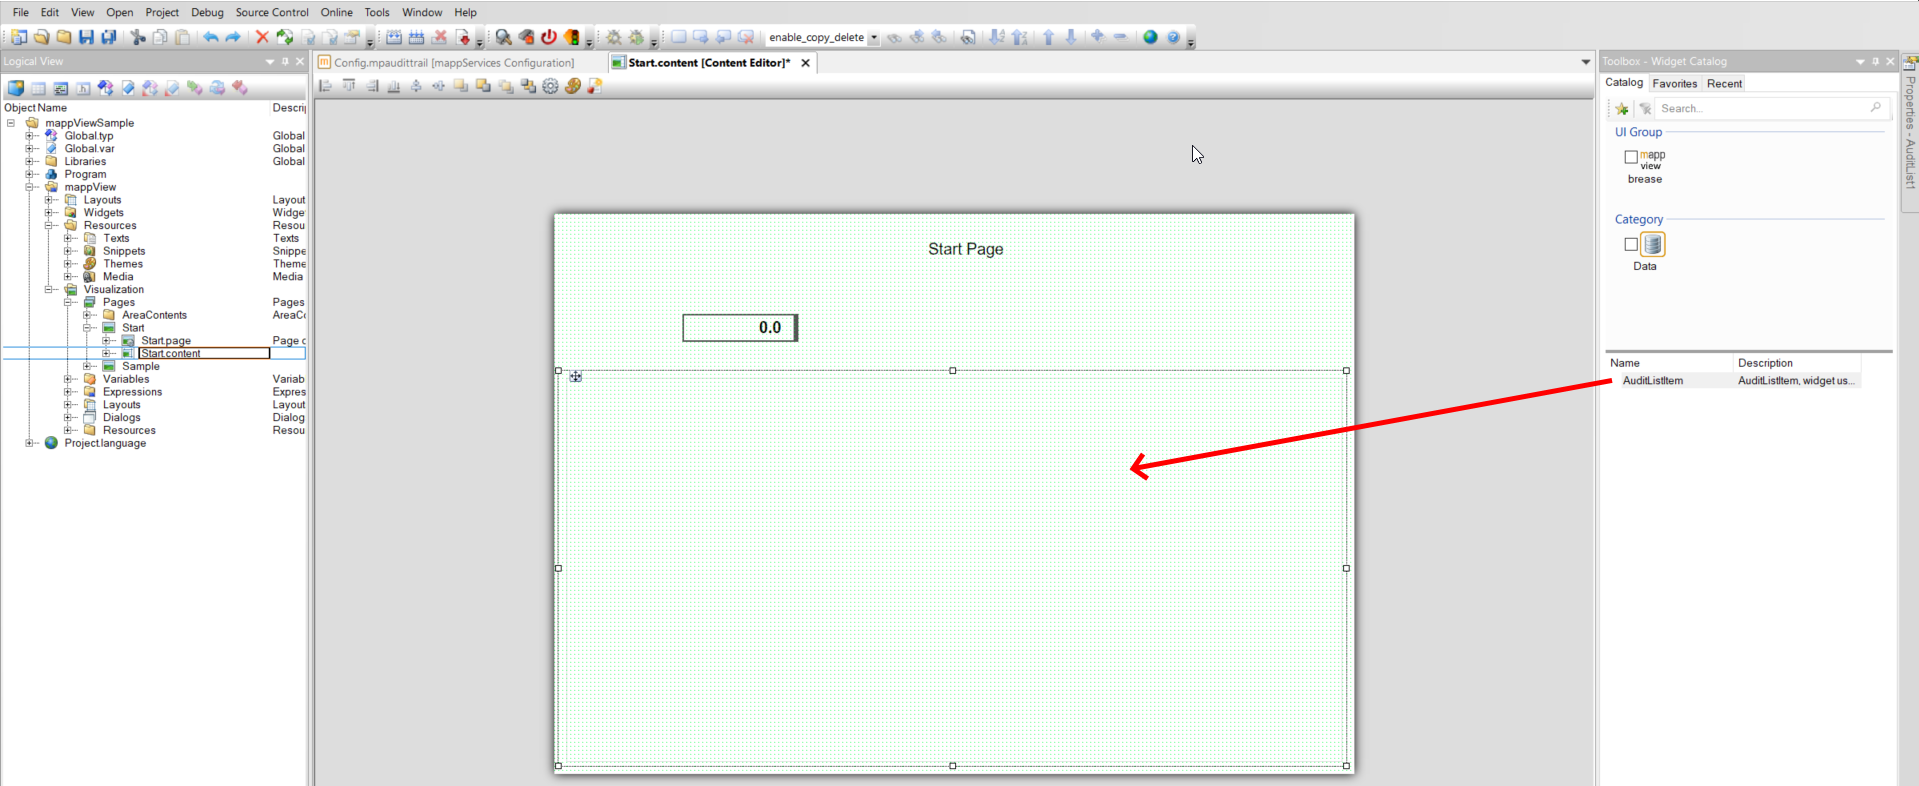 File Edit View Open Project Debug Source Control Online Tools Window Help
enable_copy_delete
Logical View
Config.mpaudittrail [mappServices Configuration]
Start.content [Content Editor]*
Toolbox - Widget Catalog
Catalog Favorites Recent
Search...
UI Group
mapp
view
brease
Category
Data
Name Description
AuditListItem AuditListItem, widget us...
Properties - AuditList1
Object Name Descri
mappViewSample
Global.typ Global
Global.var Global
Libraries Global
Program
mappView
Layouts Layout
Widgets Widge
Resources Resou
Texts Texts
Snippets Snippe
Themes Theme
Media Media
Visualization
Pages Pages
AreaContents AreaCo
Start
Start.page Page c
Start.content
Sample
Variables Variab
Expressions Expres
Layouts Layout
Dialogs Dialog
Resources Resou
Project.language
Start Page
0.0